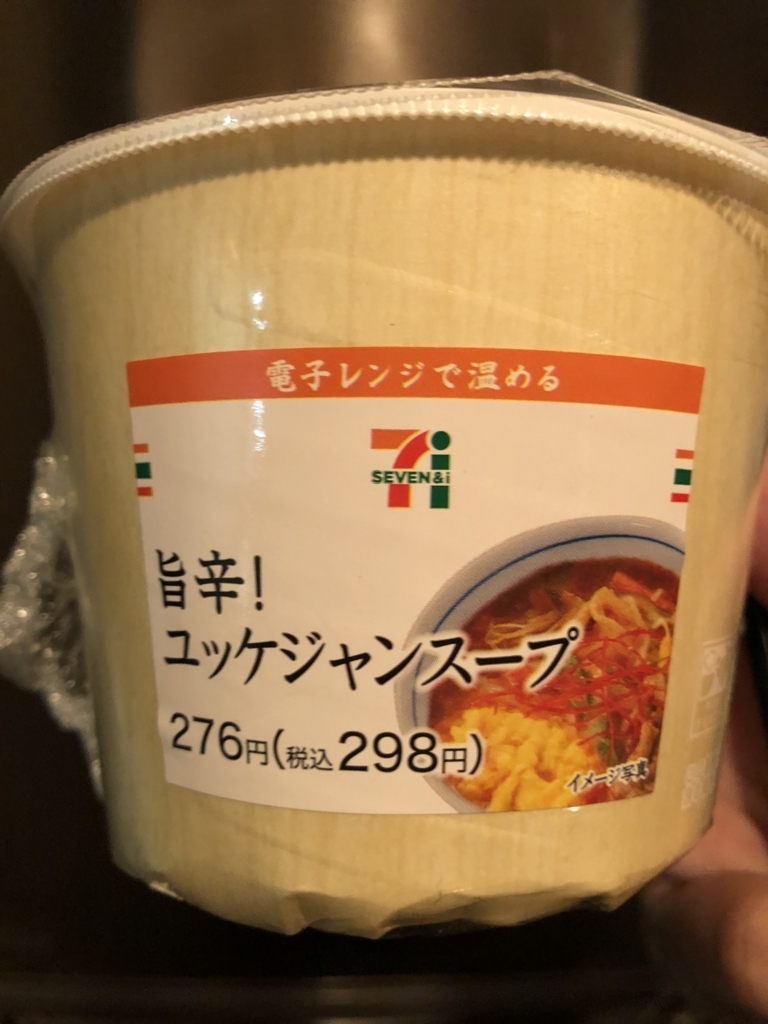 電子レンジで温める
SEVEN&i
旨辛!
ユッケジャンスープ
276円(税込298円)
イメージ写真